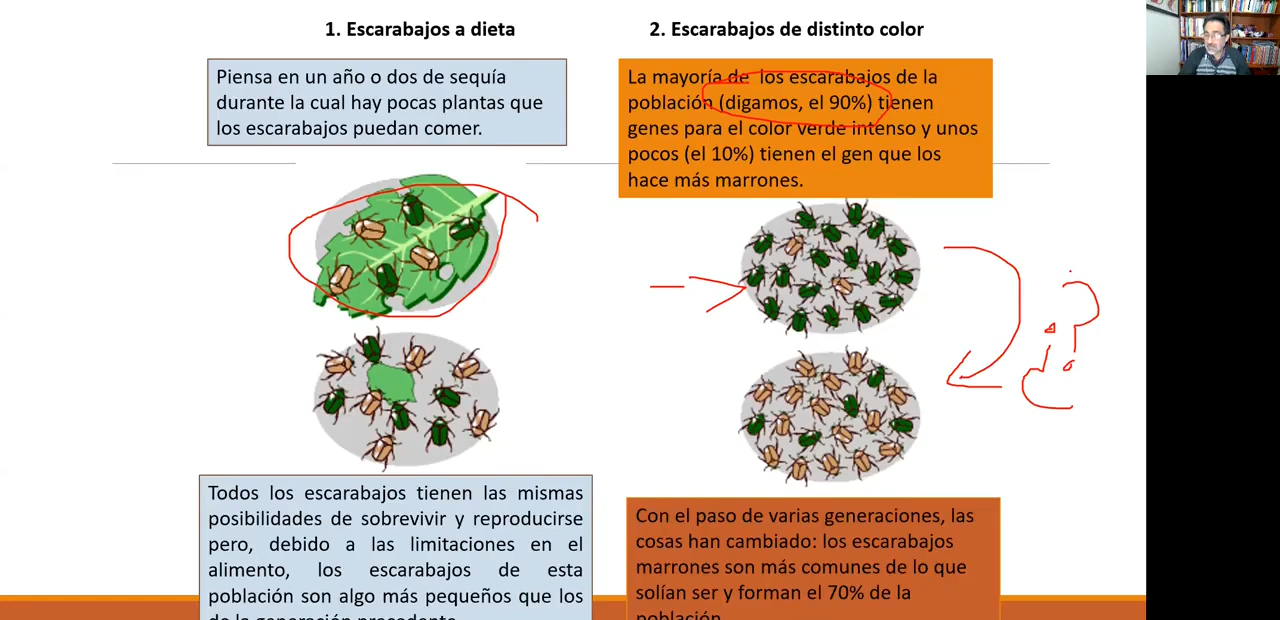 1. Escarabajos a dieta
Piensa en un año o dos de sequía
durante la cual hay pocas plantas que
los escarabajos puedan comer.
Todos los escarabajos tienen las mismas
posibilidades de sobrevivir y reproducirse
pero, debido a las limitaciones en el
alimento, los escarabajos de esta
población son algo más pequeños que los
de la generación precedente.
2. Escarabajos de distinto color
La mayoría de los escarabajos de la
población (digamos, el 90%) tienen
genes para el color verde intenso y unos
pocos (el 10%) tienen el gen que los
hace más marrones.
¿?
Con el paso de varias generaciones, las
cosas han cambiado: los escarabajos
marrones son más comunes de lo que
solían ser y forman el 70% de la
población.